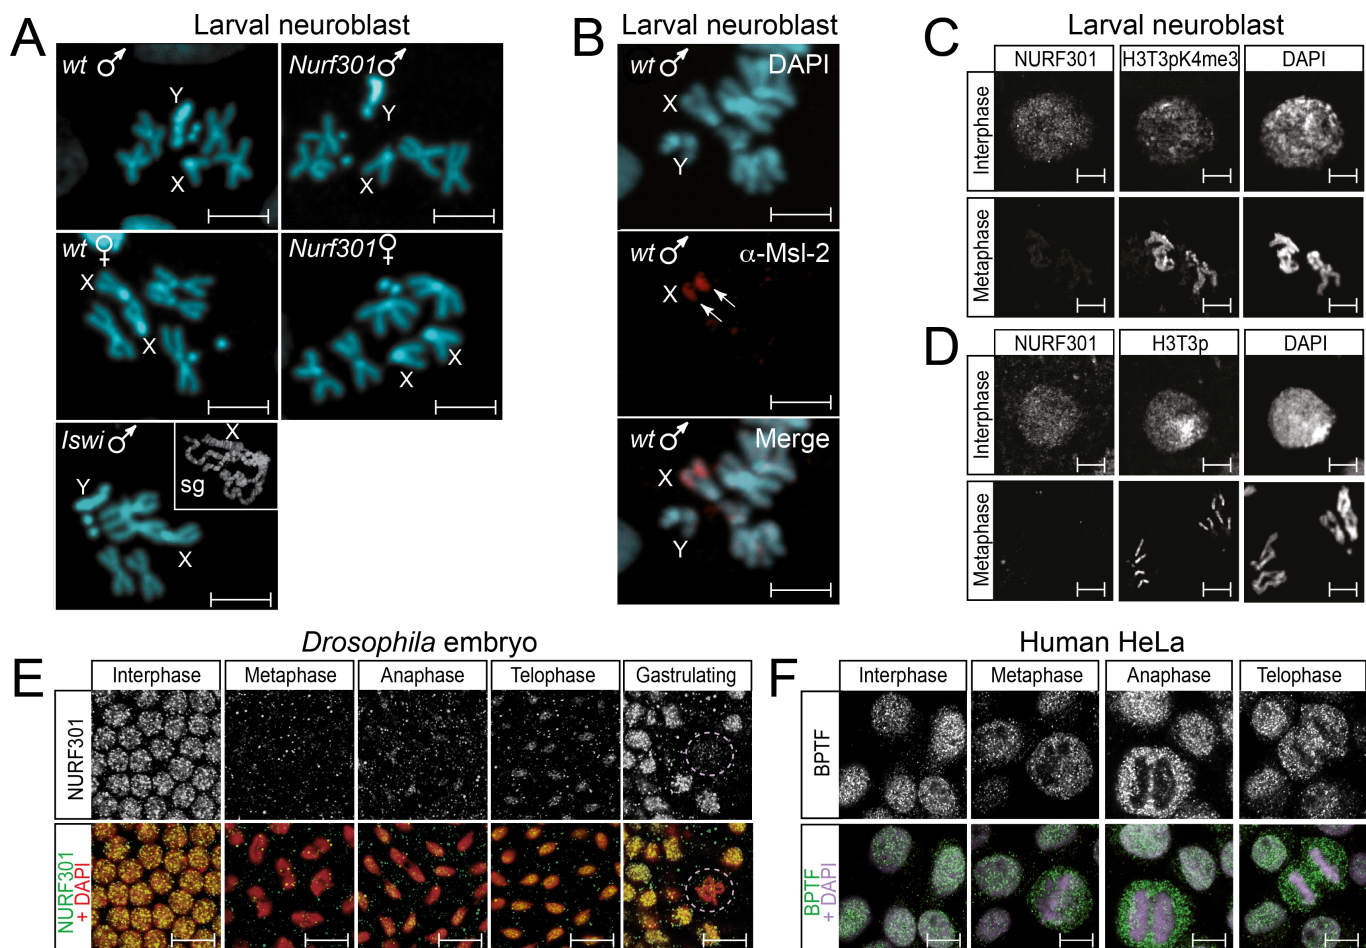 A
Larval neuroblast
wt ♂
Y
X
Nurf301♂
Y
X
wt ♀
X
X
Nurf301♀
X
X
Iswi ♂
X
sg
Y
X
B
Larval neuroblast
wt ♂
DAPI
X
Y
wt ♂
α-Msl-2
X
wt ♂
Merge
X
Y
C
Larval neuroblast
NURF301
H3T3pK4me3
DAPI
Interphase
Metaphase
D
NURF301
H3T3p
DAPI
Interphase
Metaphase
E
Drosophila embryo
Interphase
Metaphase
Anaphase
Telophase
Gastrulating
NURF301
NURF301
+ DAPI
F
Human HeLa
Interphase
Metaphase
Anaphase
Telophase
BPTF
BPTF
+ DAPI